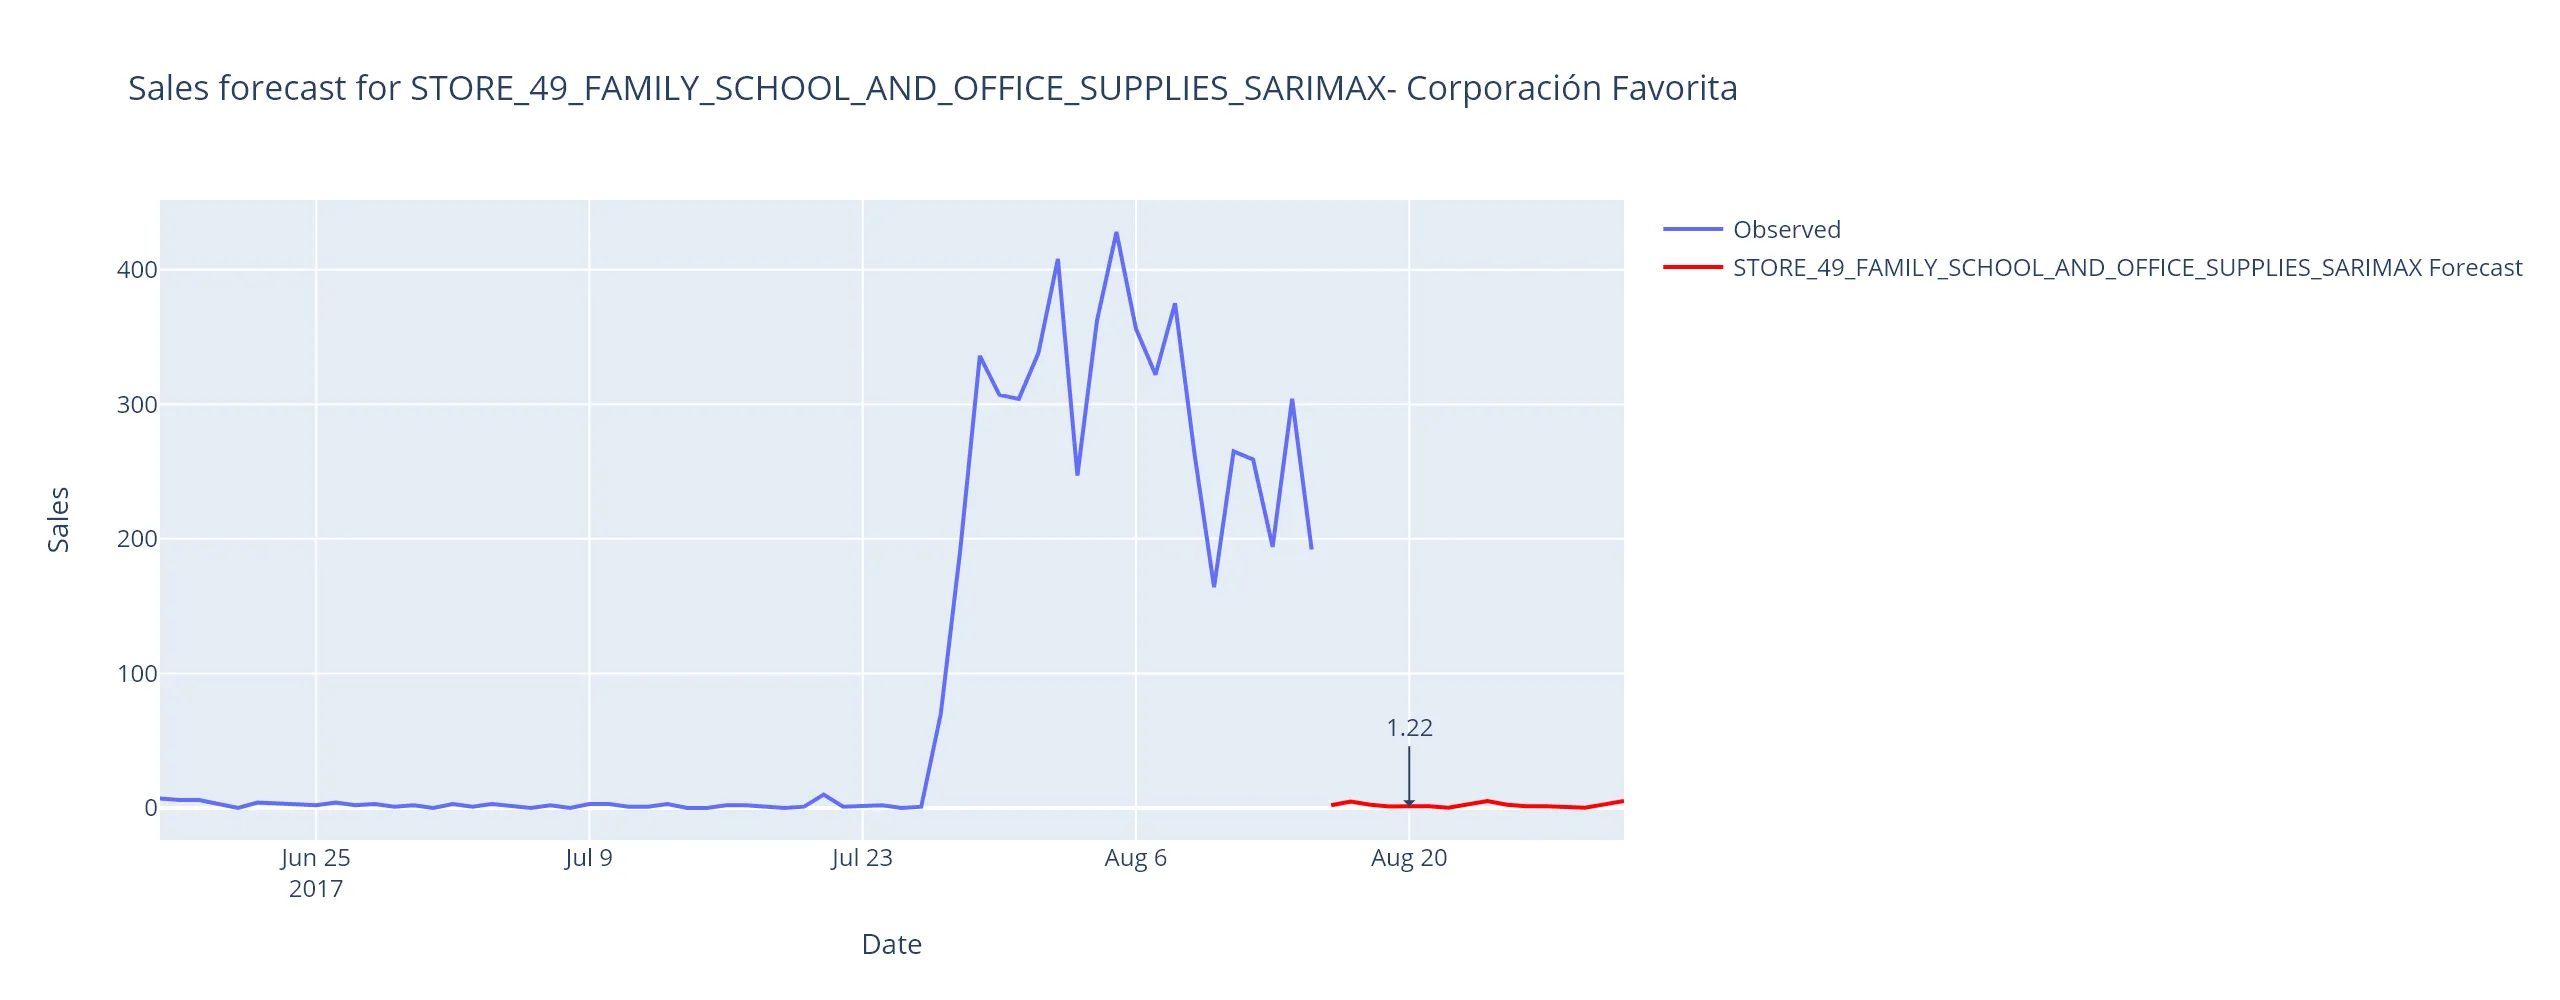 Sales forecast for STORE_49_FAMILY_SCHOOL_AND_OFFICE_SUPPLIES_SARIMAX- Corporación Favorita
Observed
STORE_49_FAMILY_SCHOOL_AND_OFFICE_SUPPLIES_SARIMAX Forecast
400
300
200
100
0
Sales
1.22
Jun 25
2017
Jul 9
Jul 23
Aug 6
Aug 20
Date